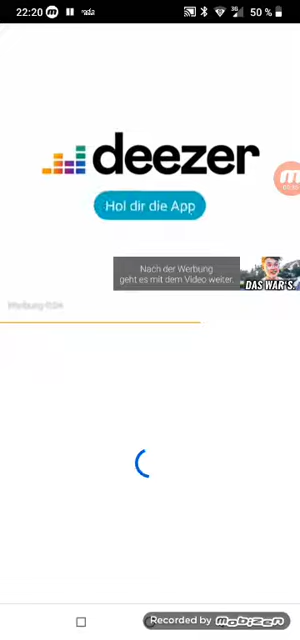 22:20
3G
50 %
deezer
Hol dir die App
Nach der Werbung
geht es mit dem Video weiter.
DAS WAR'S.
Recorded by mobizen